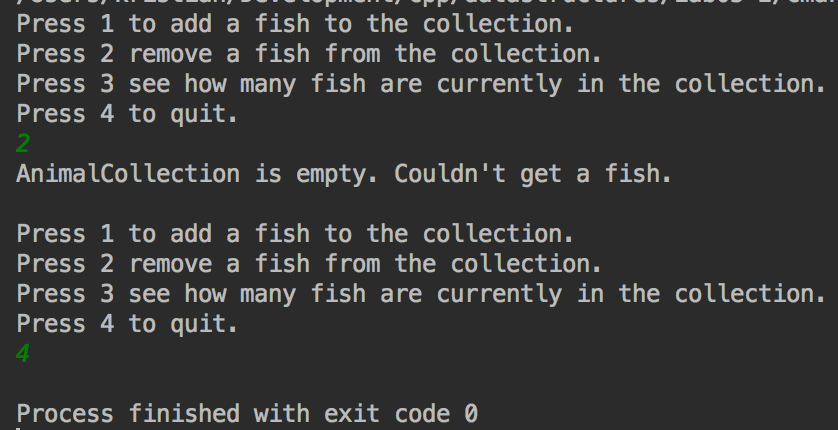 Press 1 to add a fish to the collection.
Press 2 remove a fish from the collection.
Press 3 see how many fish are currently in the collection.
Press 4 to quit.
2
AnimalCollection is empty. Couldn't get a fish.
Press 1 to add a fish to the collection.
Press 2 remove a fish from the collection.
Press 3 see how many fish are currently in the collection.
Press 4 to quit.
4
Process finished with exit code 0